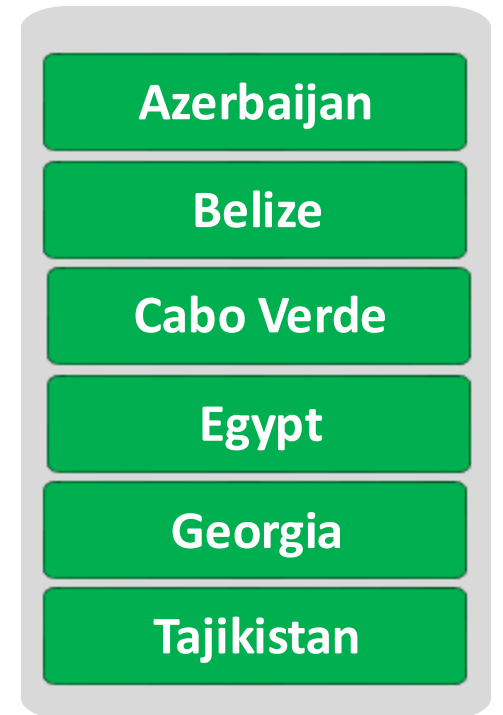 Azerbaijan
Belize
Cabo Verde
Egypt
Georgia
Tajikistan